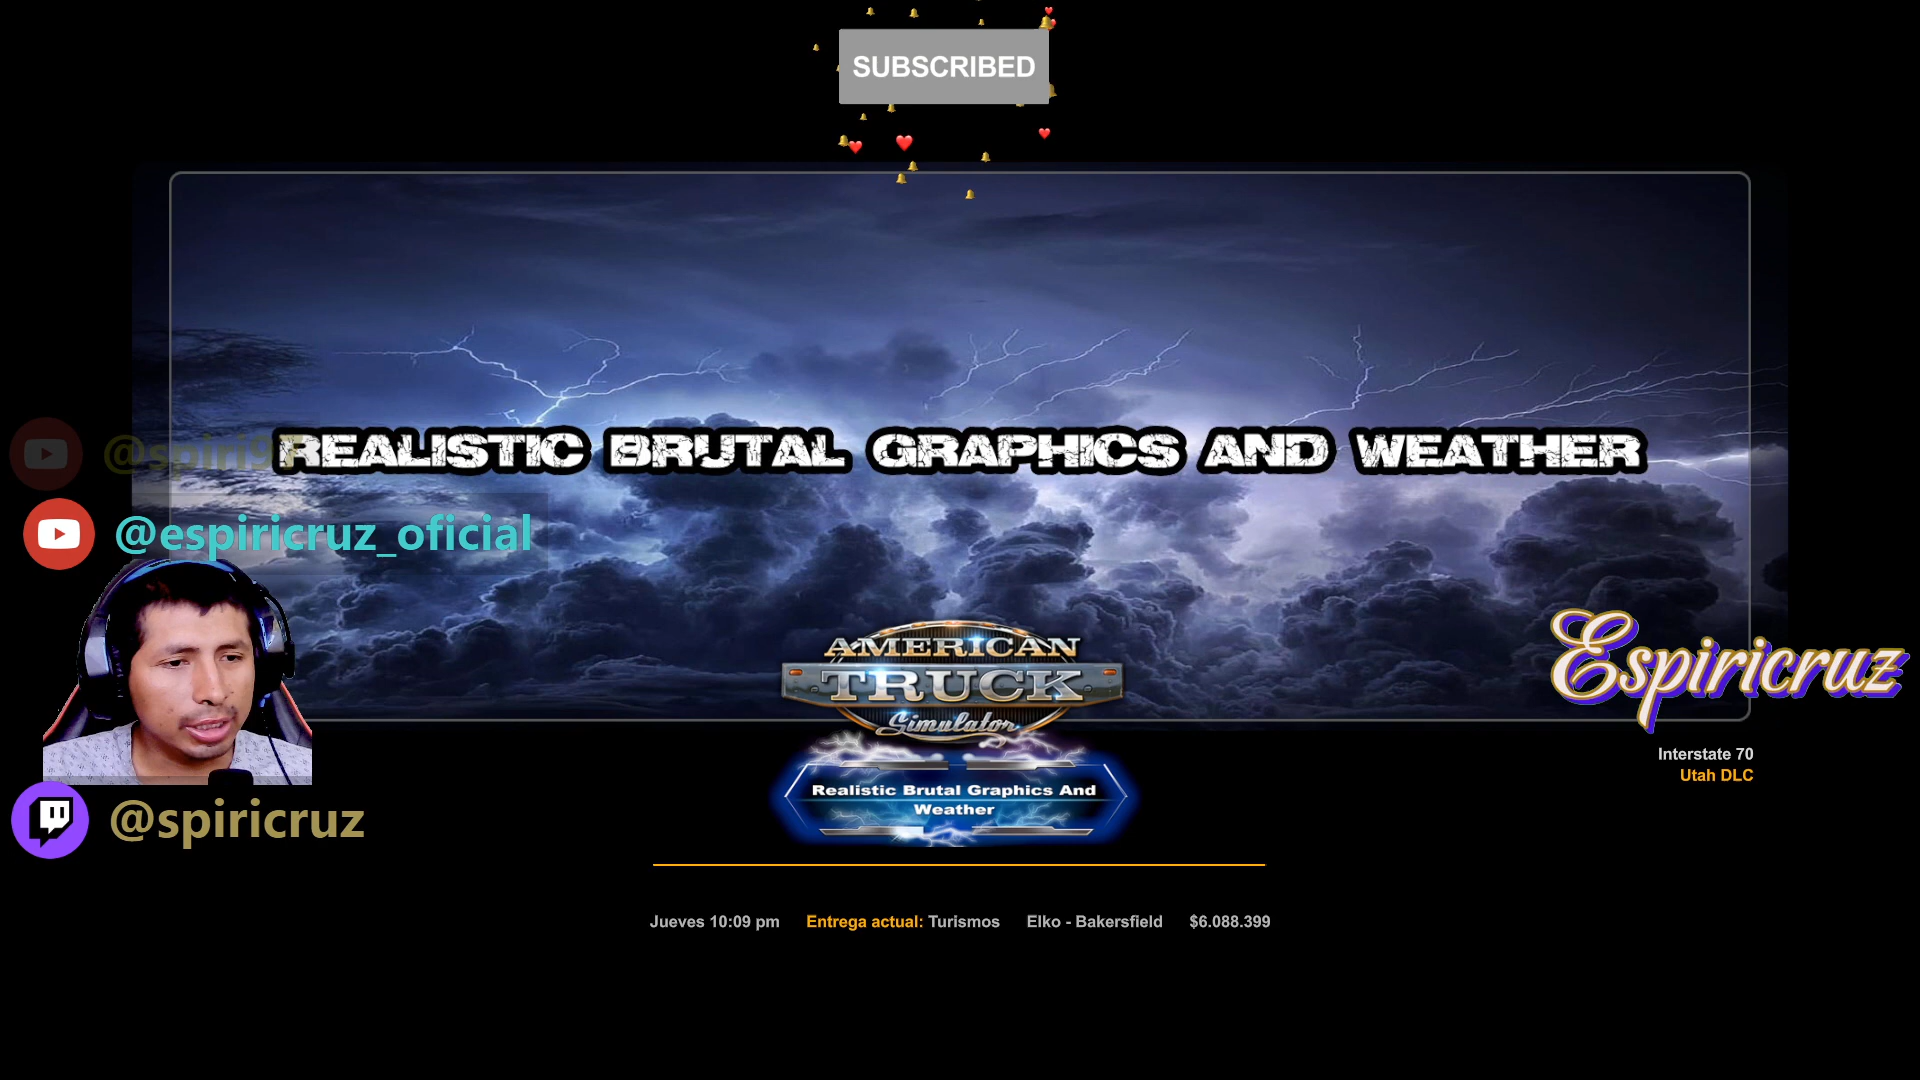 SUBSCRIBED
REALISTIC BRUTAL GRAPHICS AND WEATHER
@espiricruz_oficial
AMERICAN
TRUCK
Simulator
Espiricruz
Interstate 70
Utah DLC
Realistic Brutal Graphics And
Weather
@spiricruz
Jueves 10:09 pm Entrega actual: Turismos Elko - Bakersfield $6.088.399